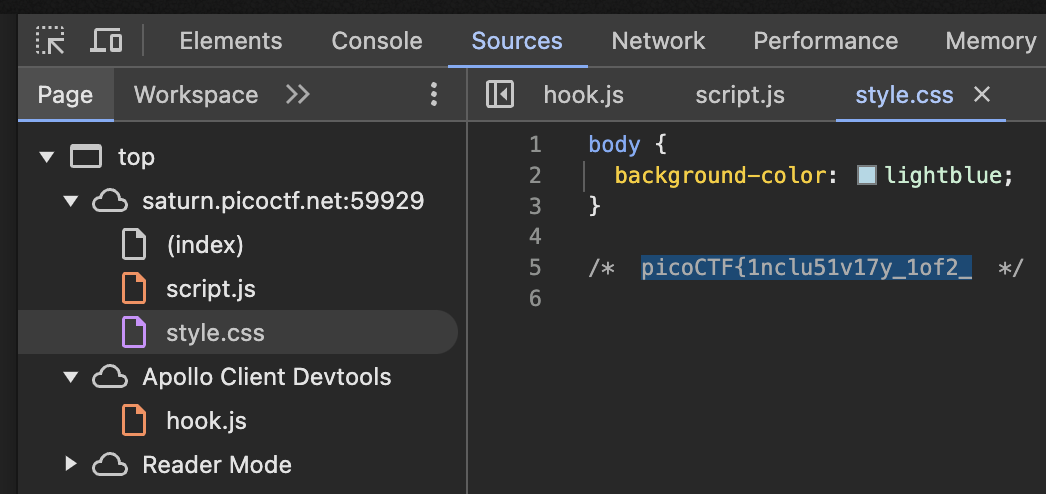 Elements Console Sources Network Performance Memory
Page Workspace hook.js script.js style.css
top
saturn.picoctf.net:59929
(index)
script.js
style.css
Apollo Client Devtools
hook.js
Reader Mode
1 body {
2 background-color: lightblue;
3 }
4
5 /* picoCTF{1nclu51v17y_1of2_ */
6